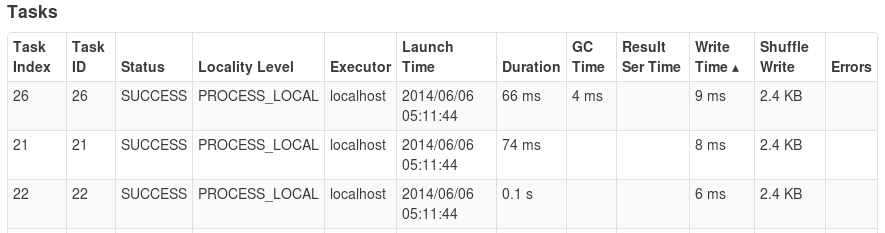 Tasks
Task Index Task ID Status Locality Level Executor Launch Time Duration GC Time Result Ser Time Write Time ▴ Shuffle Write Errors
26 26 SUCCESS PROCESS_LOCAL localhost 2014/06/06 05:11:44 66 ms 4 ms 9 ms 2.4 KB
21 21 SUCCESS PROCESS_LOCAL localhost 2014/06/06 05:11:44 74 ms 8 ms 2.4 KB
22 22 SUCCESS PROCESS_LOCAL localhost 2014/06/06 05:11:44 0.1 s 6 ms 2.4 KB